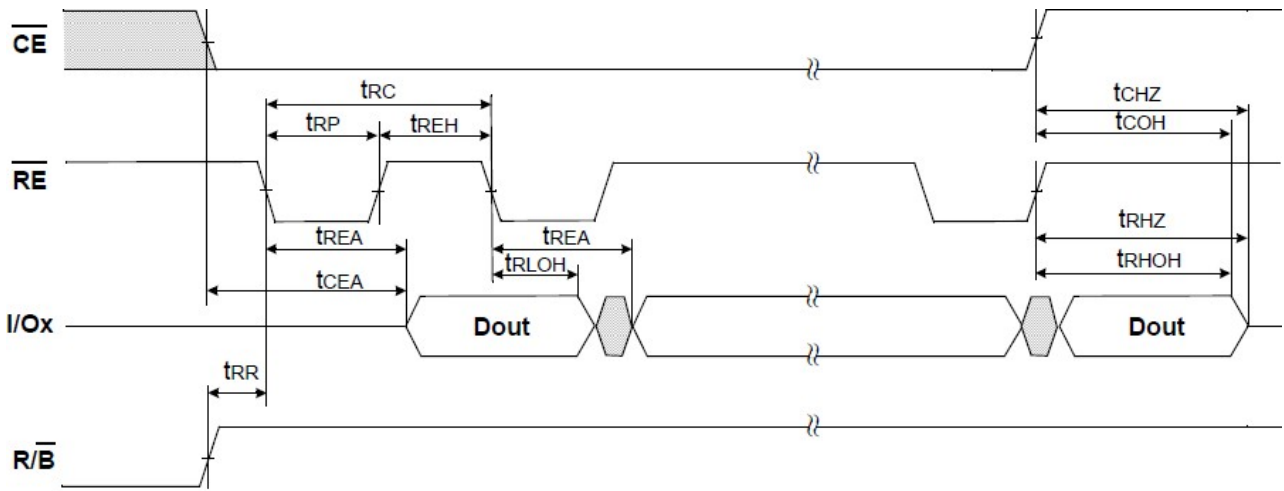 CE
tRC
tCHZ
tRP
tREH
tCOH
RE
tREA
tREA
tRHZ
tRLOH
tCEA
tRHOH
I/Ox
Dout
Dout
tRR
R/B